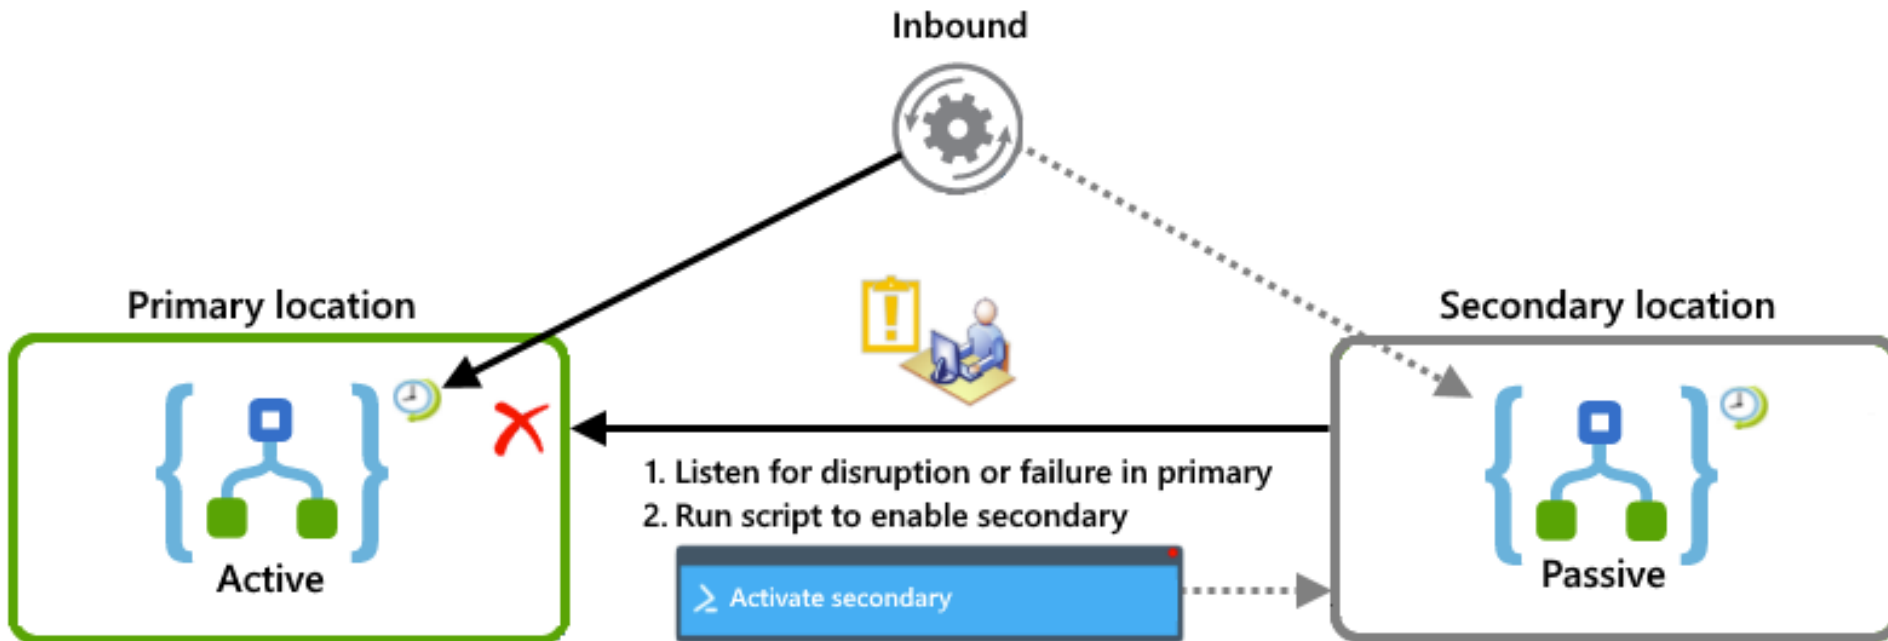 Inbound
Primary location
Secondary location
1. Listen for disruption or failure in primary
2. Run script to enable secondary
Active
Activate secondary
Passive